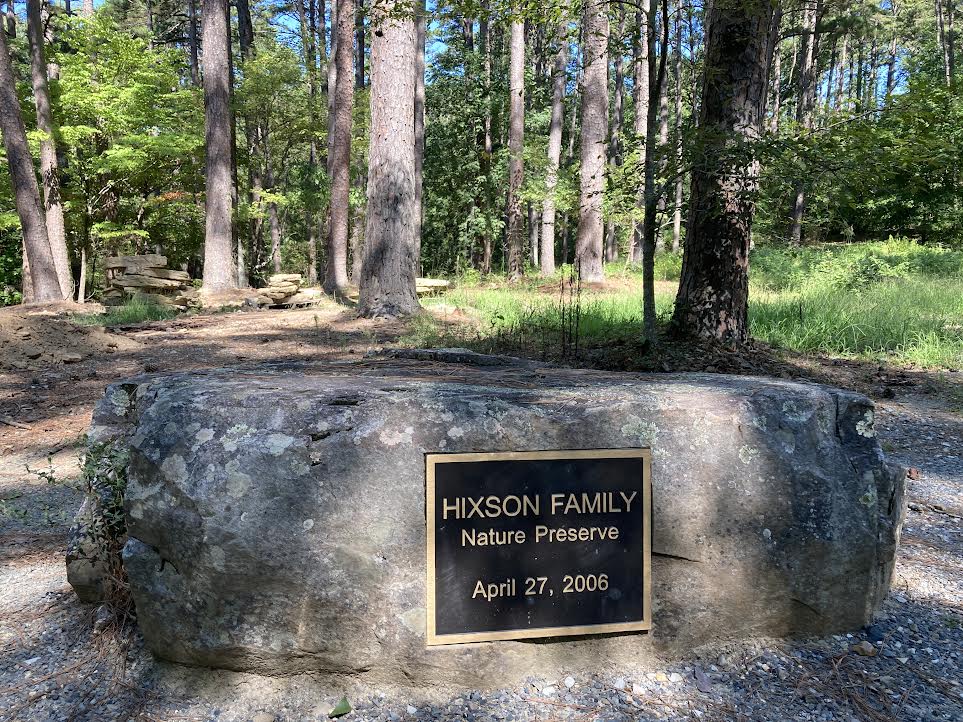 HIXSON FAMILY
Nature Preserve
April 27, 2006